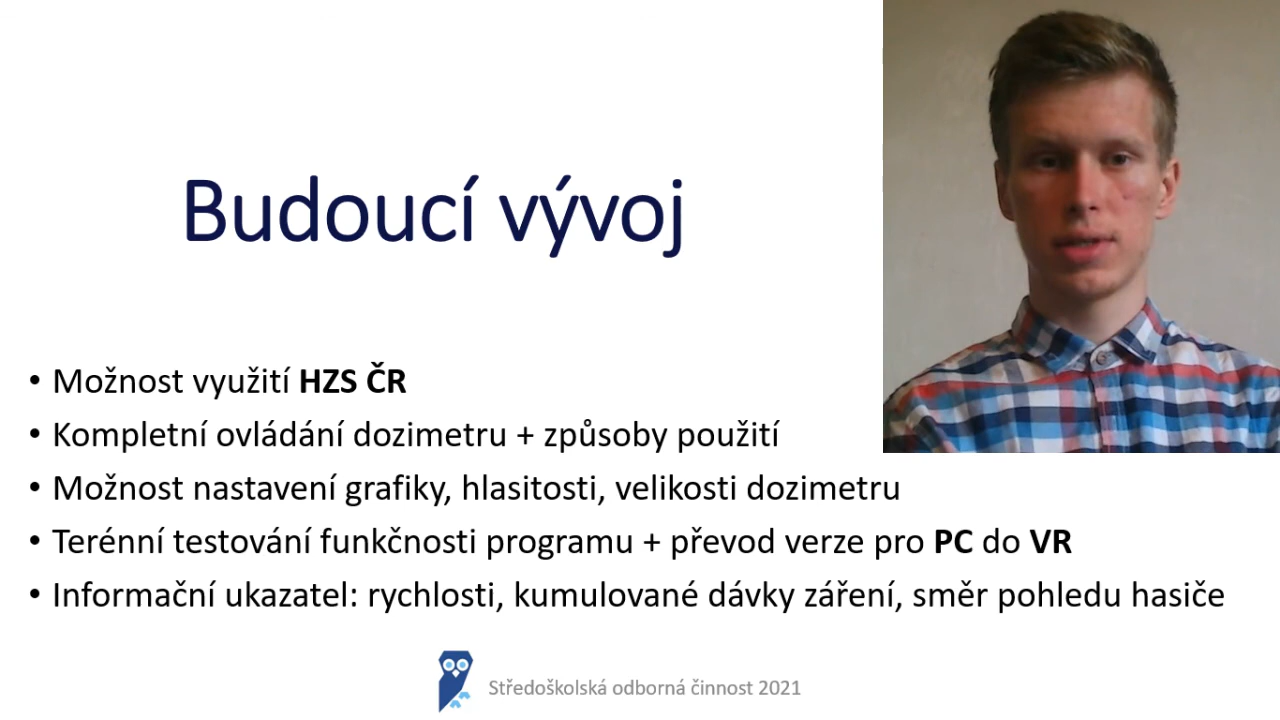 Budoucí vývoj
• Možnost využití HZS ČR
• Kompletní ovládání dozimetru + způsoby použití
• Možnost nastavení grafiky, hlasitosti, velikosti dozimetru
• Terénní testování funkčnosti programu + převod verze pro PC do VR
• Informační ukazatel: rychlosti, kumulované dávky záření, směr pohledu hasiče
Středoškolská odborná činnost 2021